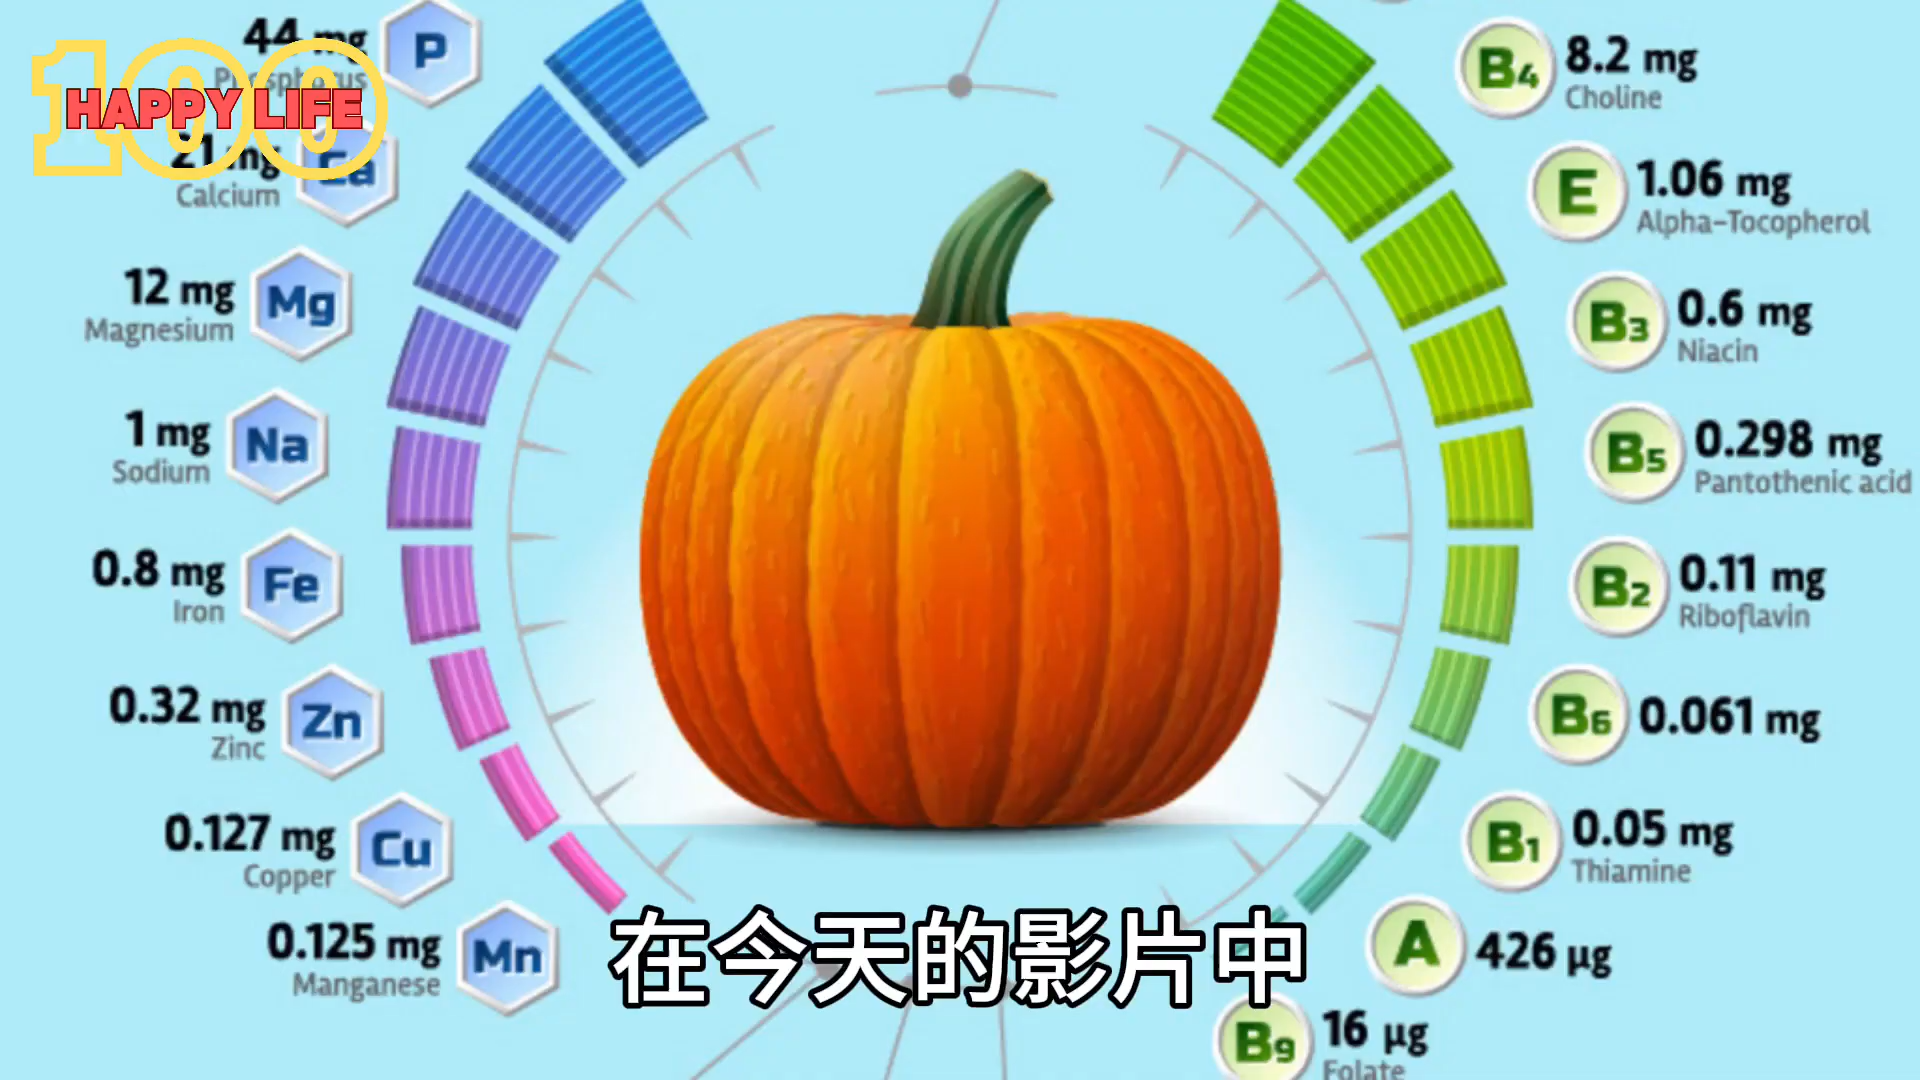 44 mg
Phosphorus
P
100
HAPPY LIFE
21 mg
Calcium
Ca
12 mg
Magnesium
Mg
1 mg
Sodium
Na
0.8 mg
Iron
Fe
0.32 mg
Zinc
Zn
0.127 mg
Copper
Cu
0.125 mg
Manganese
Mn
B4
8.2 mg
Choline
E
1.06 mg
Alpha-Tocopherol
B3
0.6 mg
Niacin
B5
0.298 mg
Pantothenic acid
B2
0.11 mg
Riboflavin
B6
0.061 mg
B1
0.05 mg
Thiamine
A
426 µg
B9
16 µg
Folate
在今天的影片中